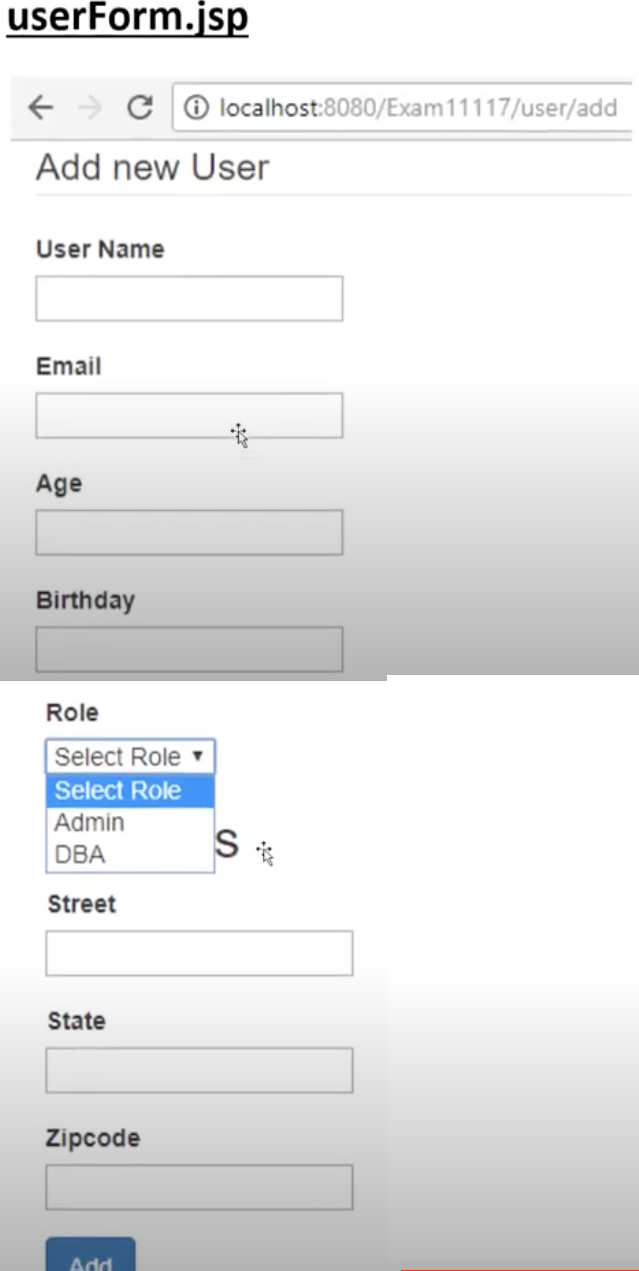 userForm.jsp
localhost:8080/Exam11117/user/add
Add new User
User Name
Email
Age
Birthday
Role
Select Role
Select Role
Admin
DBA
s
Street
State
Zipcode
Add